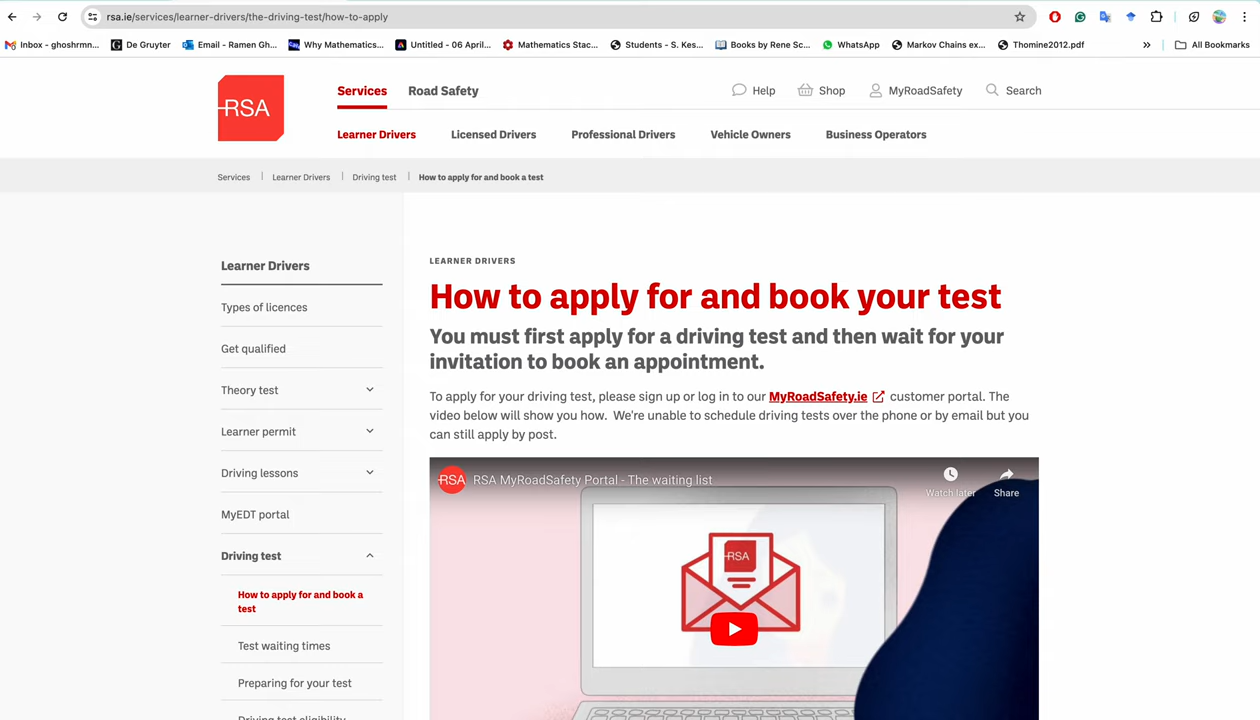 rsa.ie/services/learner-drivers/the-driving-test/how-to-apply
Inbox - ghoshrmn... De Gruyter Email - Ramen Gh... Why Mathematics... Untitled - 06 April... Mathematics Stac... Students - S. Kes... Books by Rene Sc... WhatsApp Markov Chains ex... Thomine2012.pdf » All Bookmarks
RSA Services Road Safety Help Shop MyRoadSafety Search
Learner Drivers Licensed Drivers Professional Drivers Vehicle Owners Business Operators
Services | Learner Drivers | Driving test | How to apply for and book a test
Learner Drivers
Types of licences
Get qualified
Theory test
Learner permit
Driving lessons
MyEDT portal
Driving test
How to apply for and book a
test
Test waiting times
Preparing for your test
Driving test eligibility
LEARNER DRIVERS
How to apply for and book your test
You must first apply for a driving test and then wait for your
invitation to book an appointment.
To apply for your driving test, please sign up or log in to our MyRoadSafety.ie customer portal. The
video below will show you how. We're unable to schedule driving tests over the phone or by email but you
can still apply by post.
RSA RSA MyRoadSafety Portal - The waiting list
Watch later Share
RSA